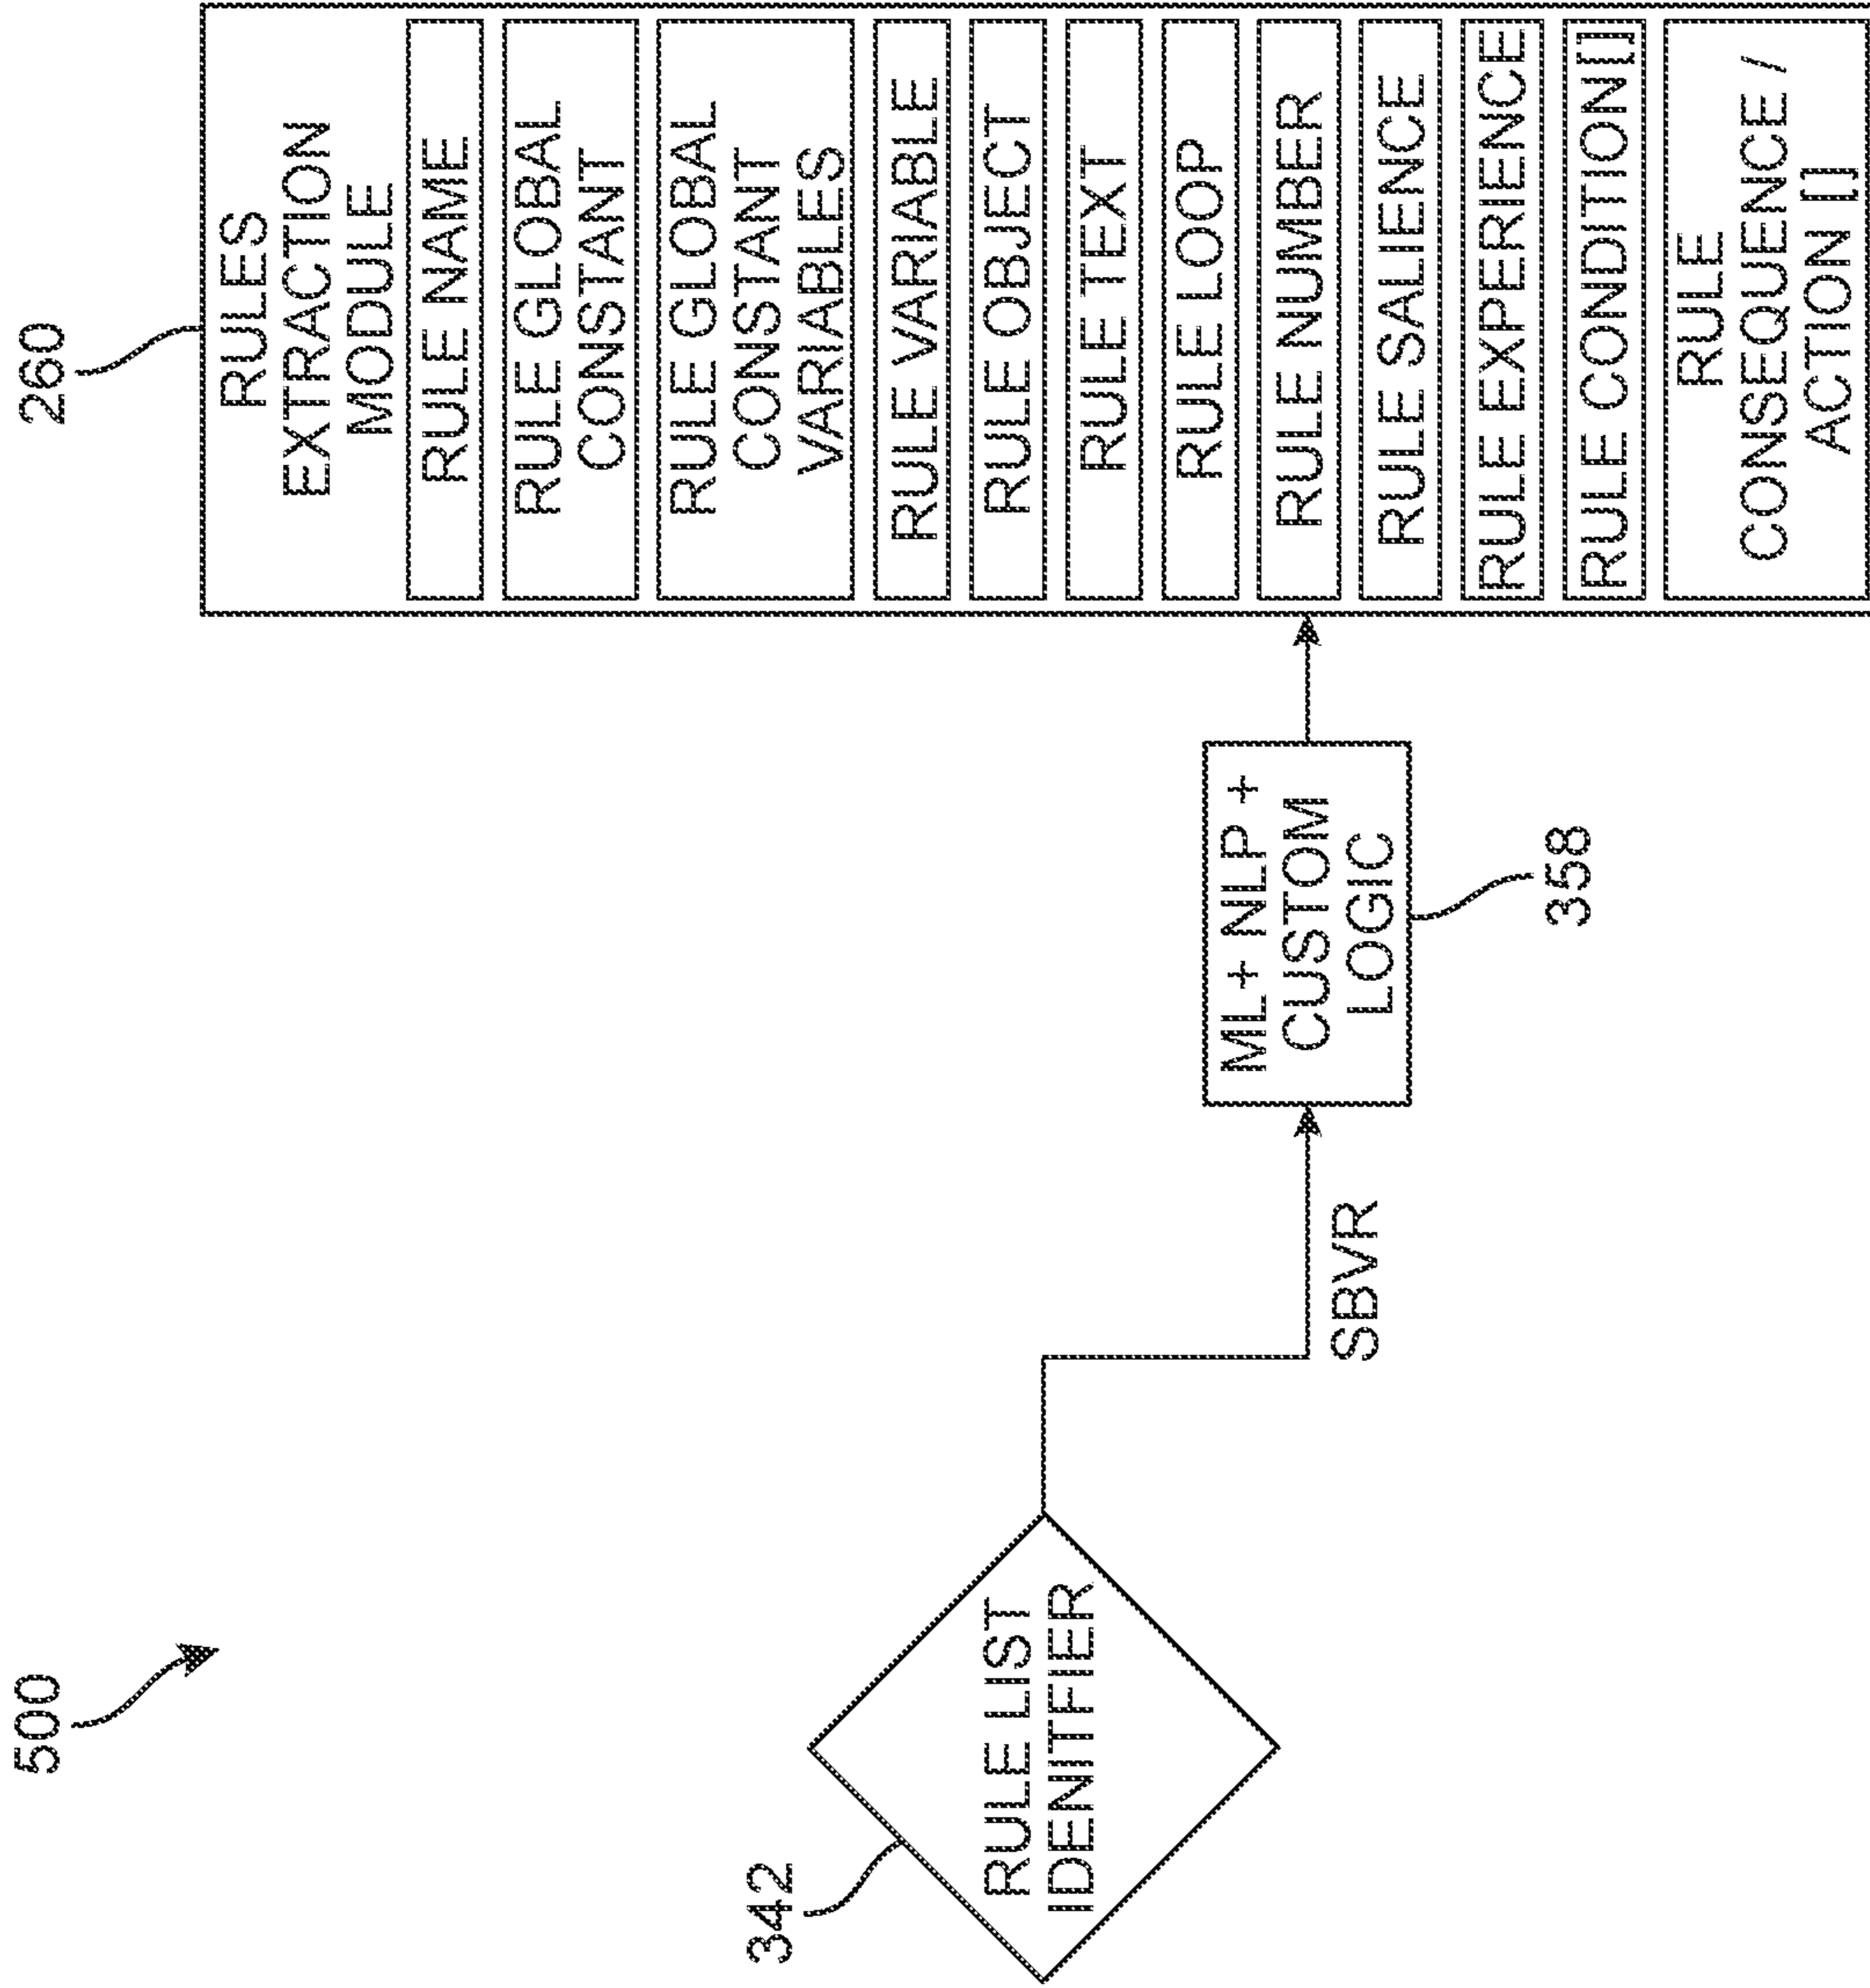 500
342
RULE LIST
IDENITFIER
SBVR
ML+ NLP +
CUSTOM
LOGIC
358
260
RULES
EXTRACTION
MODULE
RULE NAME
RULE GLOBAL
CONSTANT
RULE GLOBAL
CONSTANT
VARIABLES
RULE VARIABLE
RULE OBJECT
RULE TEXT
RULE LOOP
RULE NUMBER
RULE SALIENCE
RULE EXPERIENCE
RULE CONDITION[]
RULE
CONSEQUENCE /
ACTION []